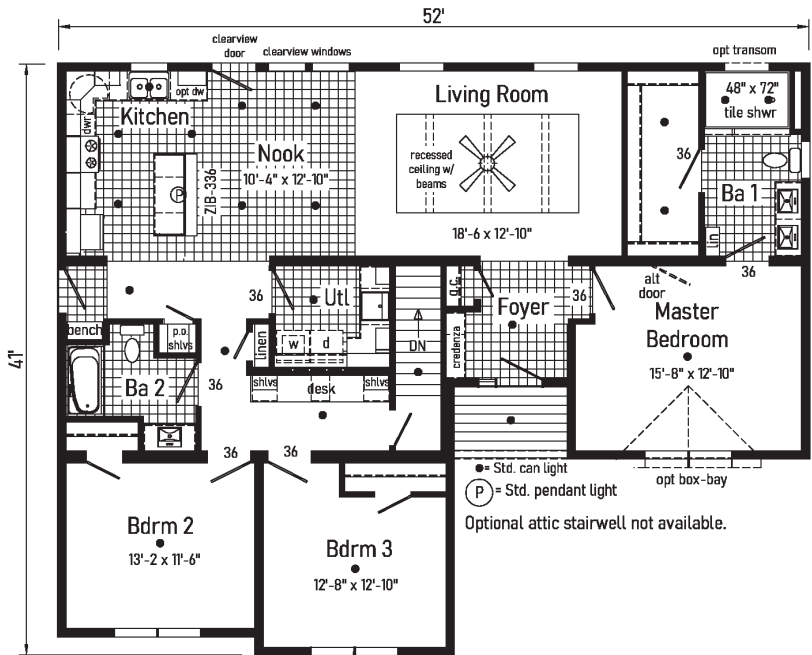 52'
clearview
door
clearview windows
opt transom
opt dw
Kitchen
dwr
Nook
10'-4" x 12'-10"
ZIB-336
P
Living Room
recessed
ceiling w/
beams
18'-6 x 12'-10"
48" x 72"
tile shwr
36
Ba 1
lin
36
41'
bench
p.o.
shlvs
36
Utl
w
d
linen
DN
g.c.
Foyer
36
credenza
alt
door
Master
Bedroom
15'-8" x 12'-10"
Ba 2
36
shlvs
desk
shlvs
36
36
opt box-bay
= Std. can light
P = Std. pendant light
Optional attic stairwell not available.
Bdrm 2
13'-2 x 11'-6"
Bdrm 3
12'-8" x 12'-10"